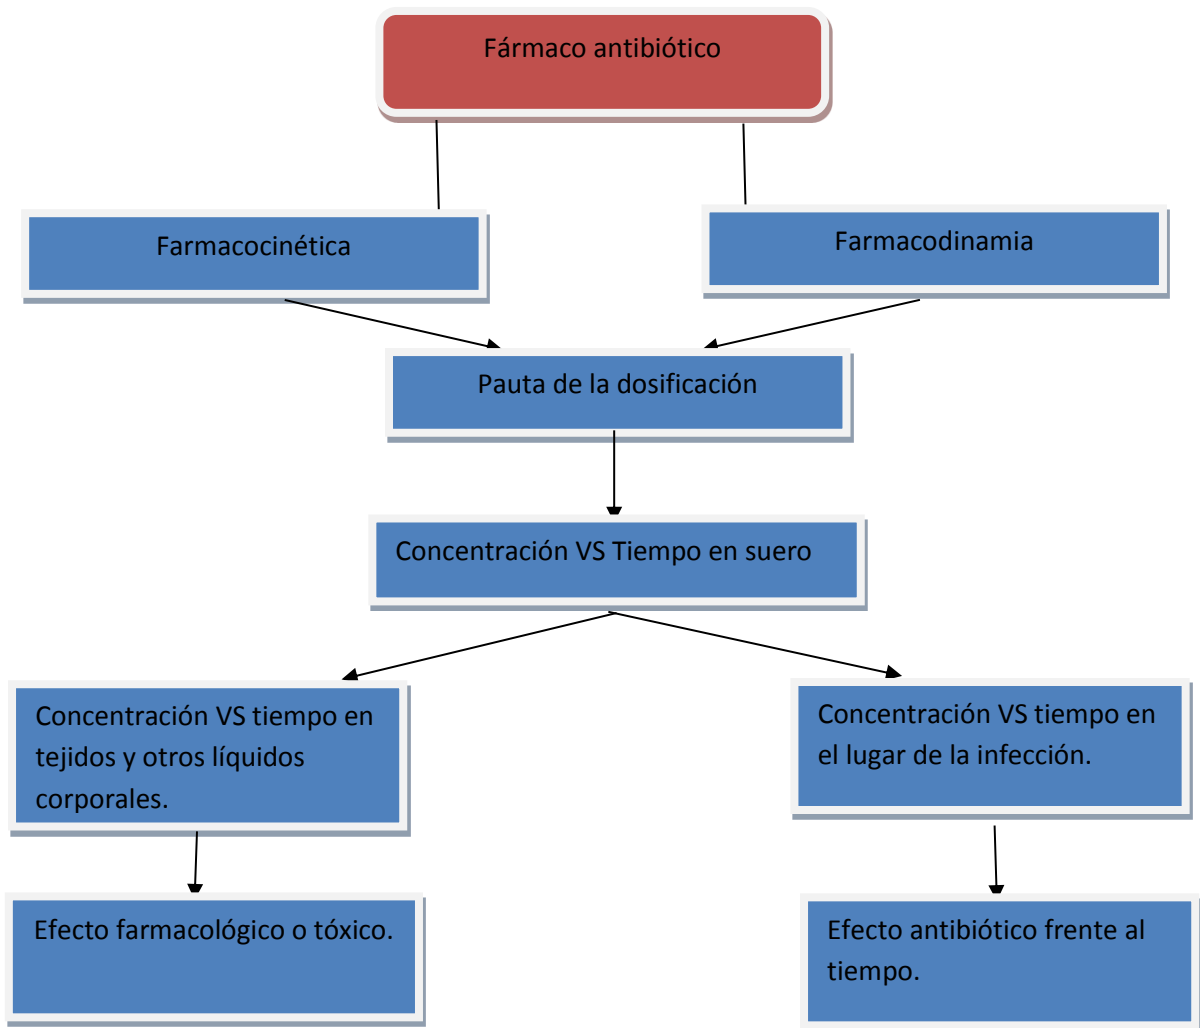 Fármaco antibiótico
Farmacocinética
Farmacodinamia
Pauta de la dosificación
Concentración VS Tiempo en suero
Concentración VS tiempo en
tejidos y otros líquidos
corporales.
Concentración VS tiempo en
el lugar de la infección.
Efecto farmacológico o tóxico.
Efecto antibiótico frente al
tiempo.